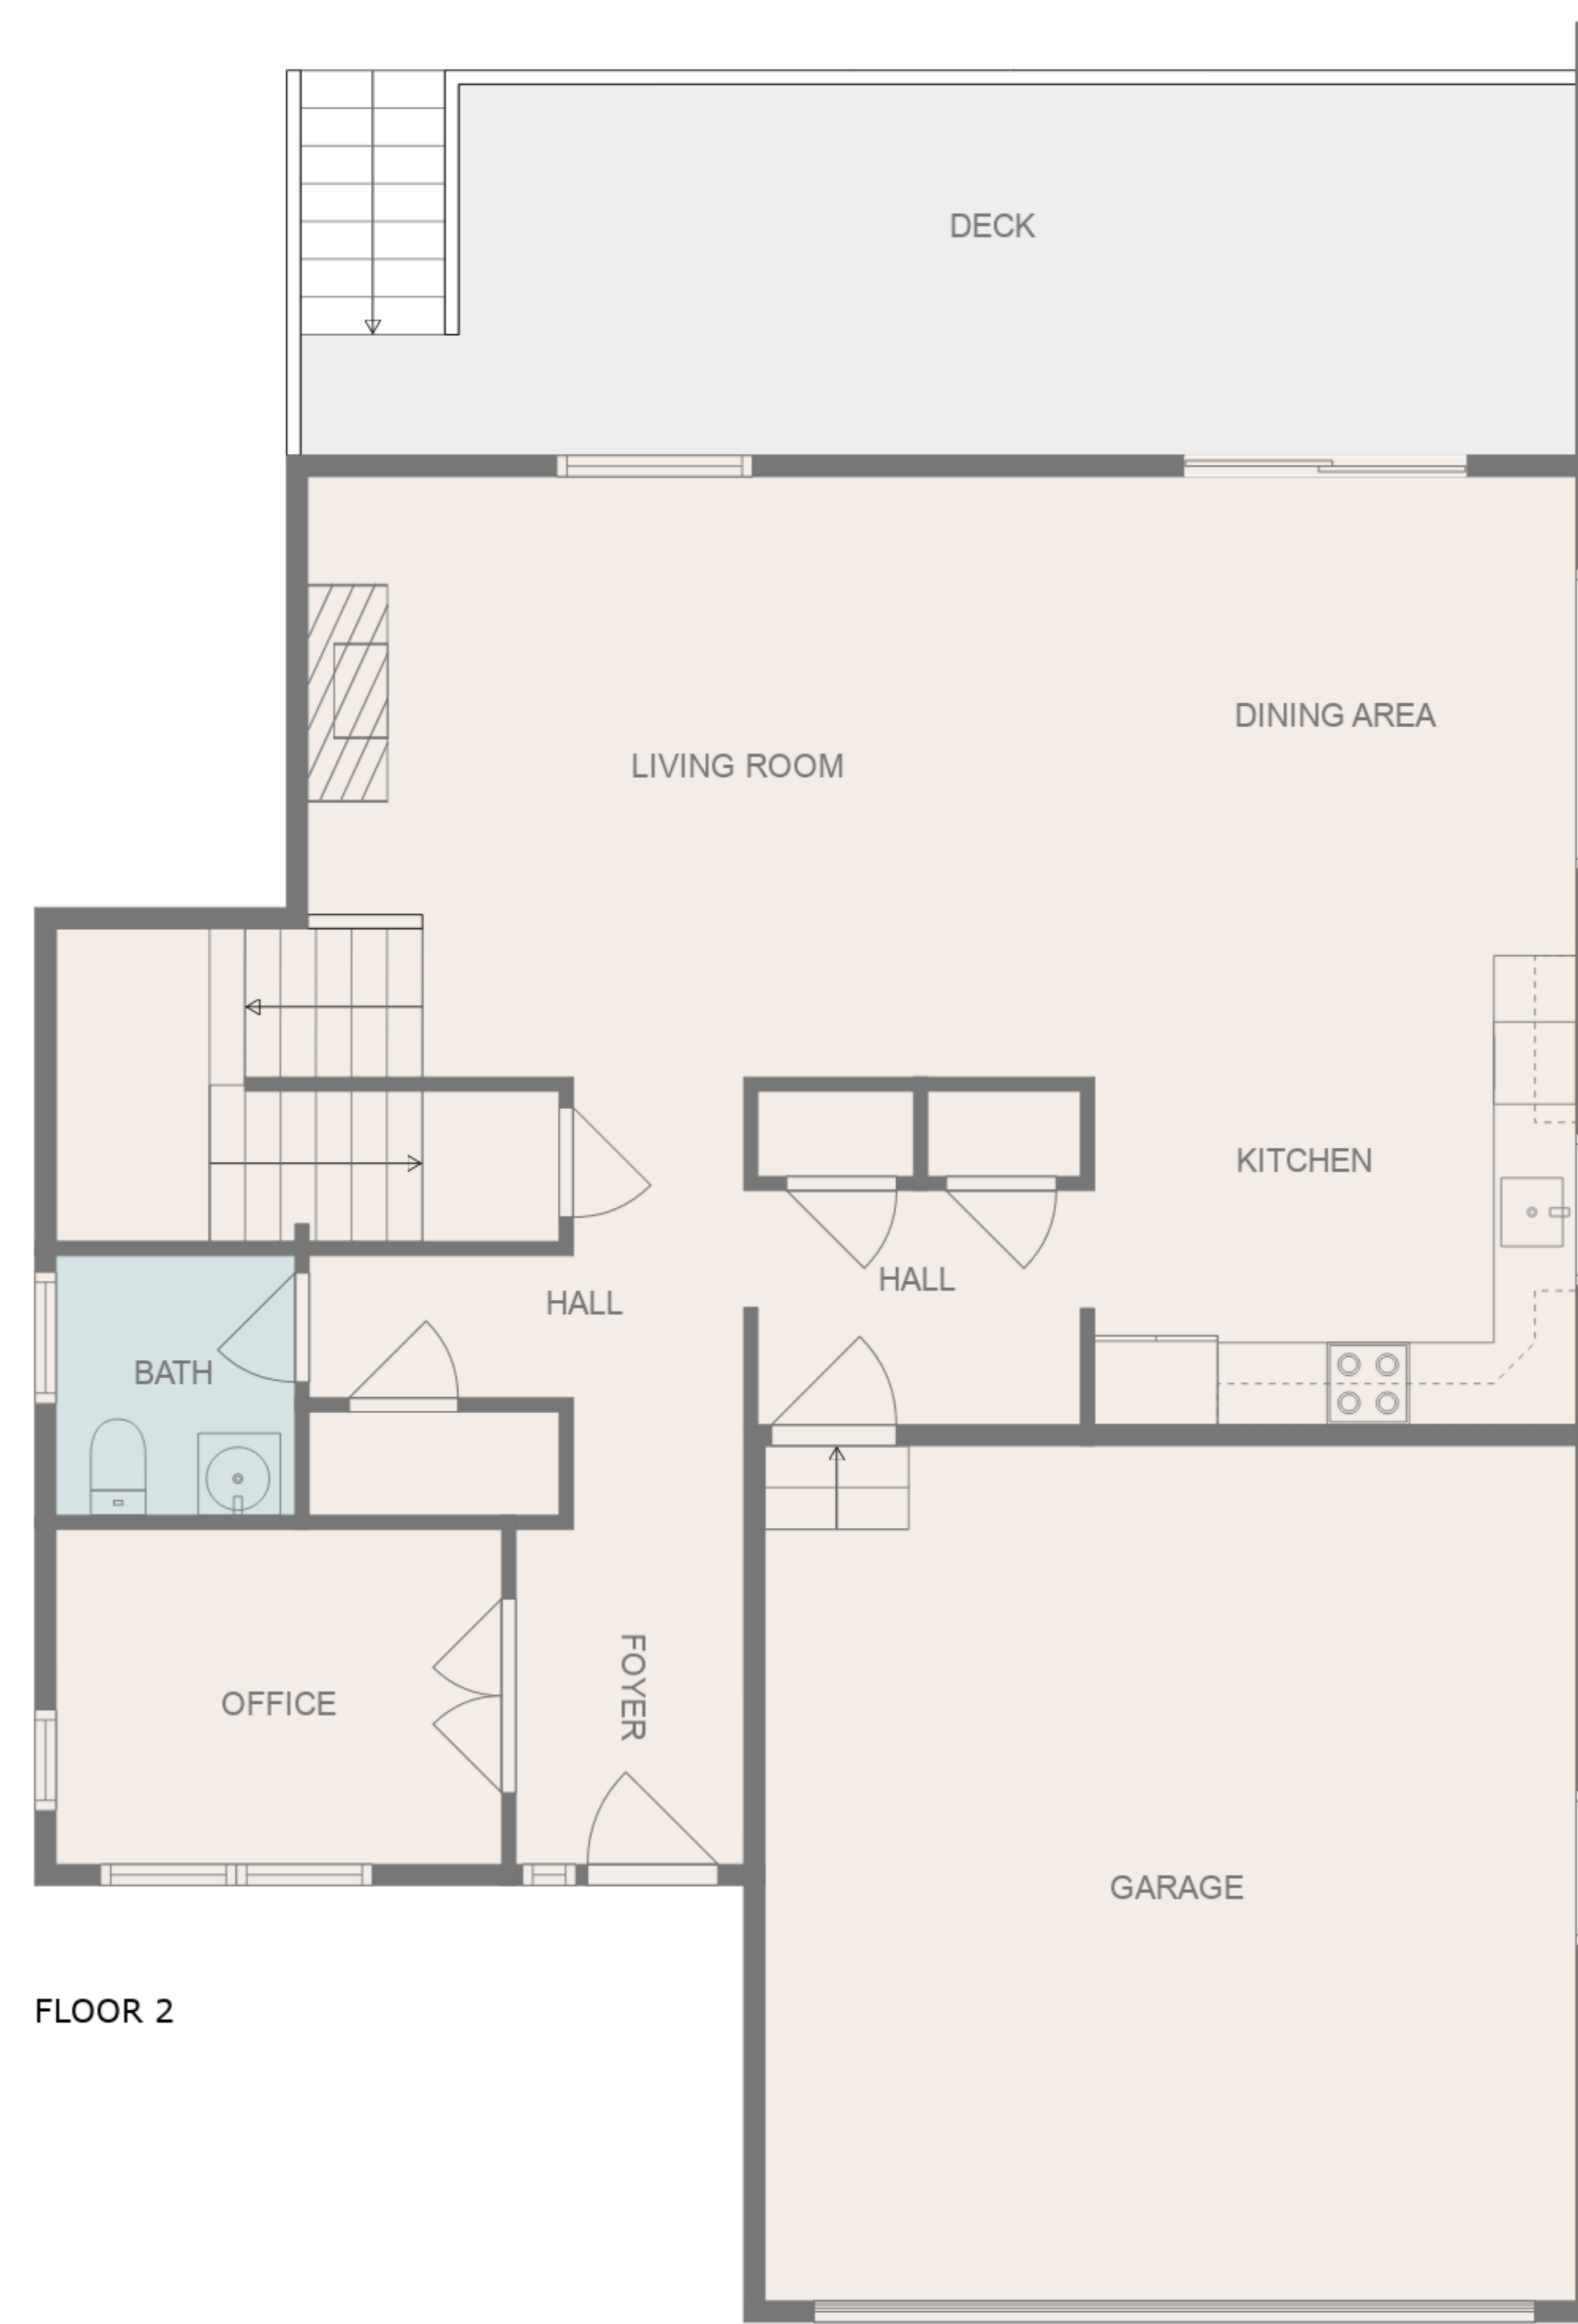 DECK
DINING AREA
LIVING ROOM
KITCHEN
HALL
HALL
BATH
FOYER
OFFICE
GARAGE
FLOOR 2